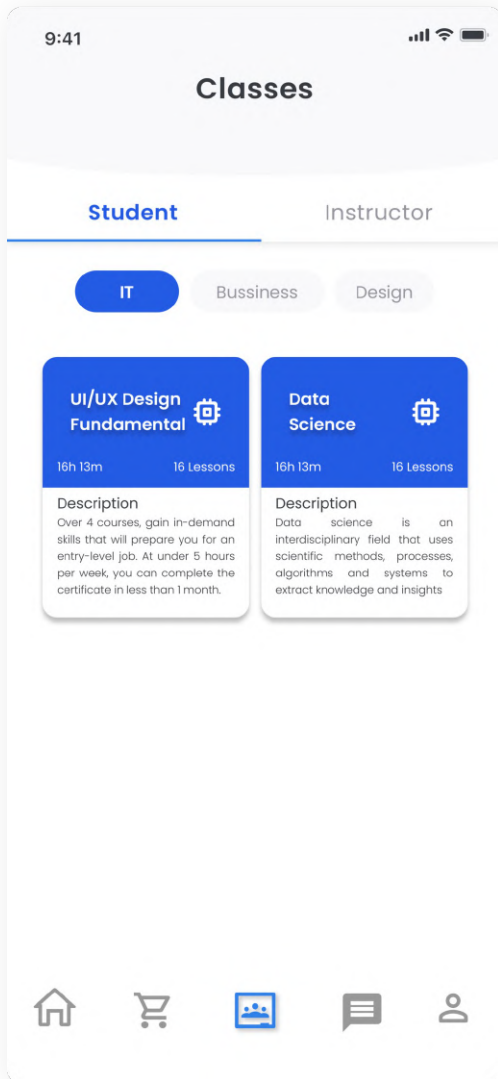 9:41
Classes
Student
Instructor
IT
Bussiness
Design
UI/UX Design
Fundamental
16h 13m
16 Lessons
Description
Over 4 courses, gain in-demand
skills that will prepare you for an
entry-level job. At under 5 hours
per week, you can complete the
certificate in less than 1 month.
Data
Science
16h 13m
16 Lessons
Description
Data science is an
interdisciplinary field that uses
scientific methods, processes,
algorithms and systems to
extract knowledge and insights